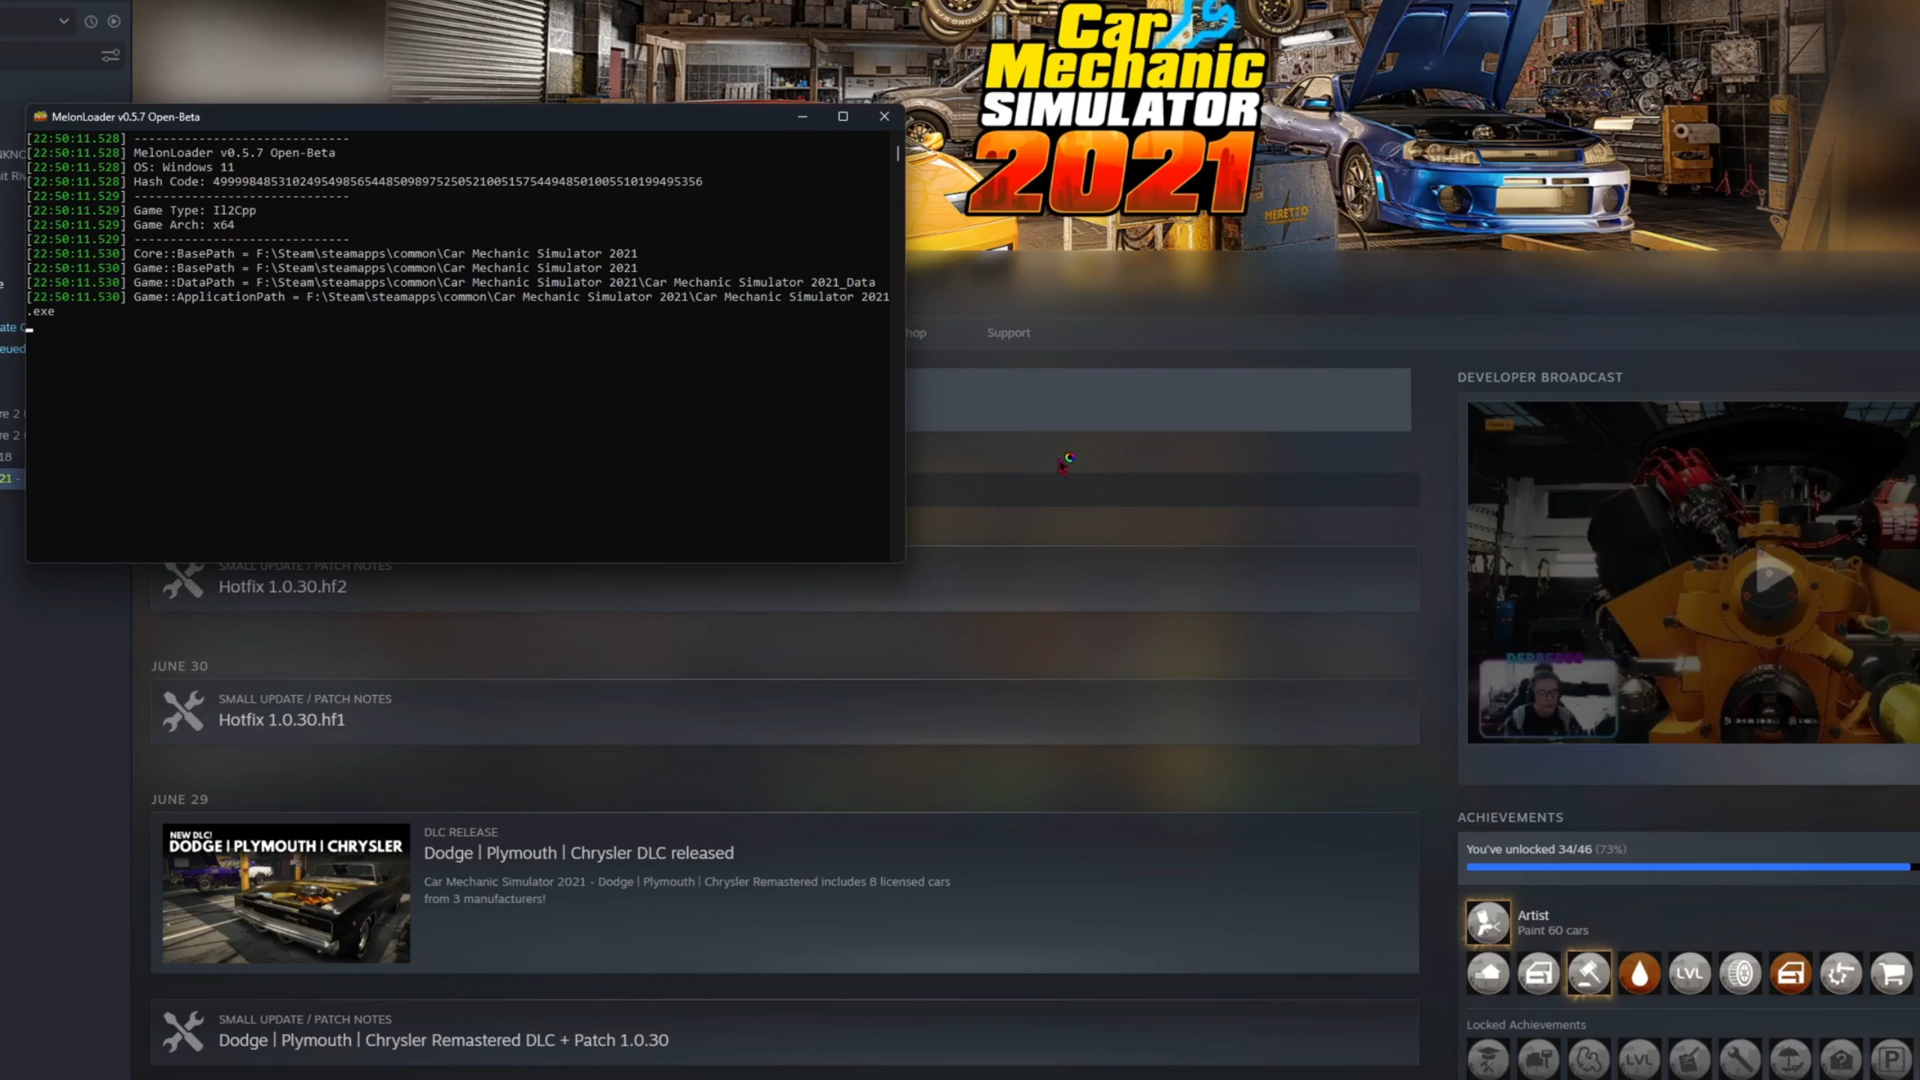 Car
Mechanic
SIMULATOR
2021
MERETTO
MelonLoader v0.5.7 Open-Beta
[22:50:11.528] ------------------------------
[22:50:11.528] MelonLoader v0.5.7 Open-Beta
[22:50:11.528] OS: Windows 11
[22:50:11.528] Hash Code: 49999848531024954985654485098975250521005157544948501005510199495356
[22:50:11.529] ------------------------------
[22:50:11.529] Game Type: Il2Cpp
[22:50:11.529] Game Arch: x64
[22:50:11.529] ------------------------------
[22:50:11.530] Core::BasePath = F:\Steam\steamapps\common\Car Mechanic Simulator 2021
[22:50:11.530] Game::BasePath = F:\Steam\steamapps\common\Car Mechanic Simulator 2021
[22:50:11.530] Game::DataPath = F:\Steam\steamapps\common\Car Mechanic Simulator 2021\Car Mechanic Simulator 2021_Data
[22:50:11.530] Game::ApplicationPath = F:\Steam\steamapps\common\Car Mechanic Simulator 2021\Car Mechanic Simulator 2021
.exe
hop
Support
DEVELOPER BROADCAST
SMALL UPDATE / PATCH NOTES
Hotfix 1.0.30.hf2
JUNE 30
SMALL UPDATE / PATCH NOTES
Hotfix 1.0.30.hf1
JUNE 29
NEW DLC!
DODGE | PLYMOUTH | CHRYSLER
DLC RELEASE
Dodge | Plymouth | Chrysler DLC released
Car Mechanic Simulator 2021 - Dodge | Plymouth | Chrysler Remastered includes 8 licensed cars
from 3 manufacturers!
SMALL UPDATE / PATCH NOTES
Dodge | Plymouth | Chrysler Remastered DLC + Patch 1.0.30
ACHIEVEMENTS
You've unlocked 34/46 (73%)
Artist
Paint 60 cars
LVL
Locked Achievements
LVL
?
P